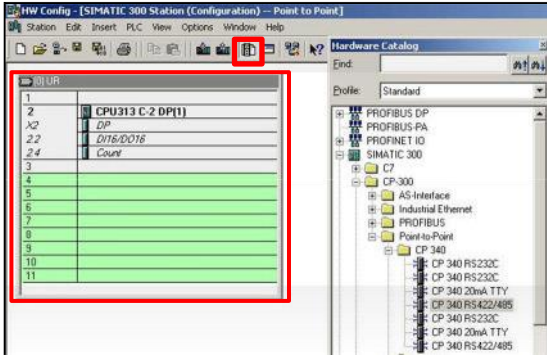 HW Config - [SIMATIC 300 Station (Configuration) -- Point to Point]
Station Edit Insert PLC View Options Window Help
(0) UR
1
2 CPU313 C-2 DP(1)
X2 DP
2.2 DI16/DO16
2.4 Count
3
4
5
6
7
8
9
10
11
Hardware Catalog
Find:
Profile: Standard
PROFIBUS DP
PROFIBUS-PA
PROFINET IO
SIMATIC 300
C7
CP-300
AS-Interface
Industrial Ethernet
PROFIBUS
Point-to-Point
CP 340
CP 340 RS232C
CP 340 RS232C
CP 340 20mA TTY
CP 340 RS422/485
CP 340 RS232C
CP 340 20mA TTY
CP 340 RS422/485